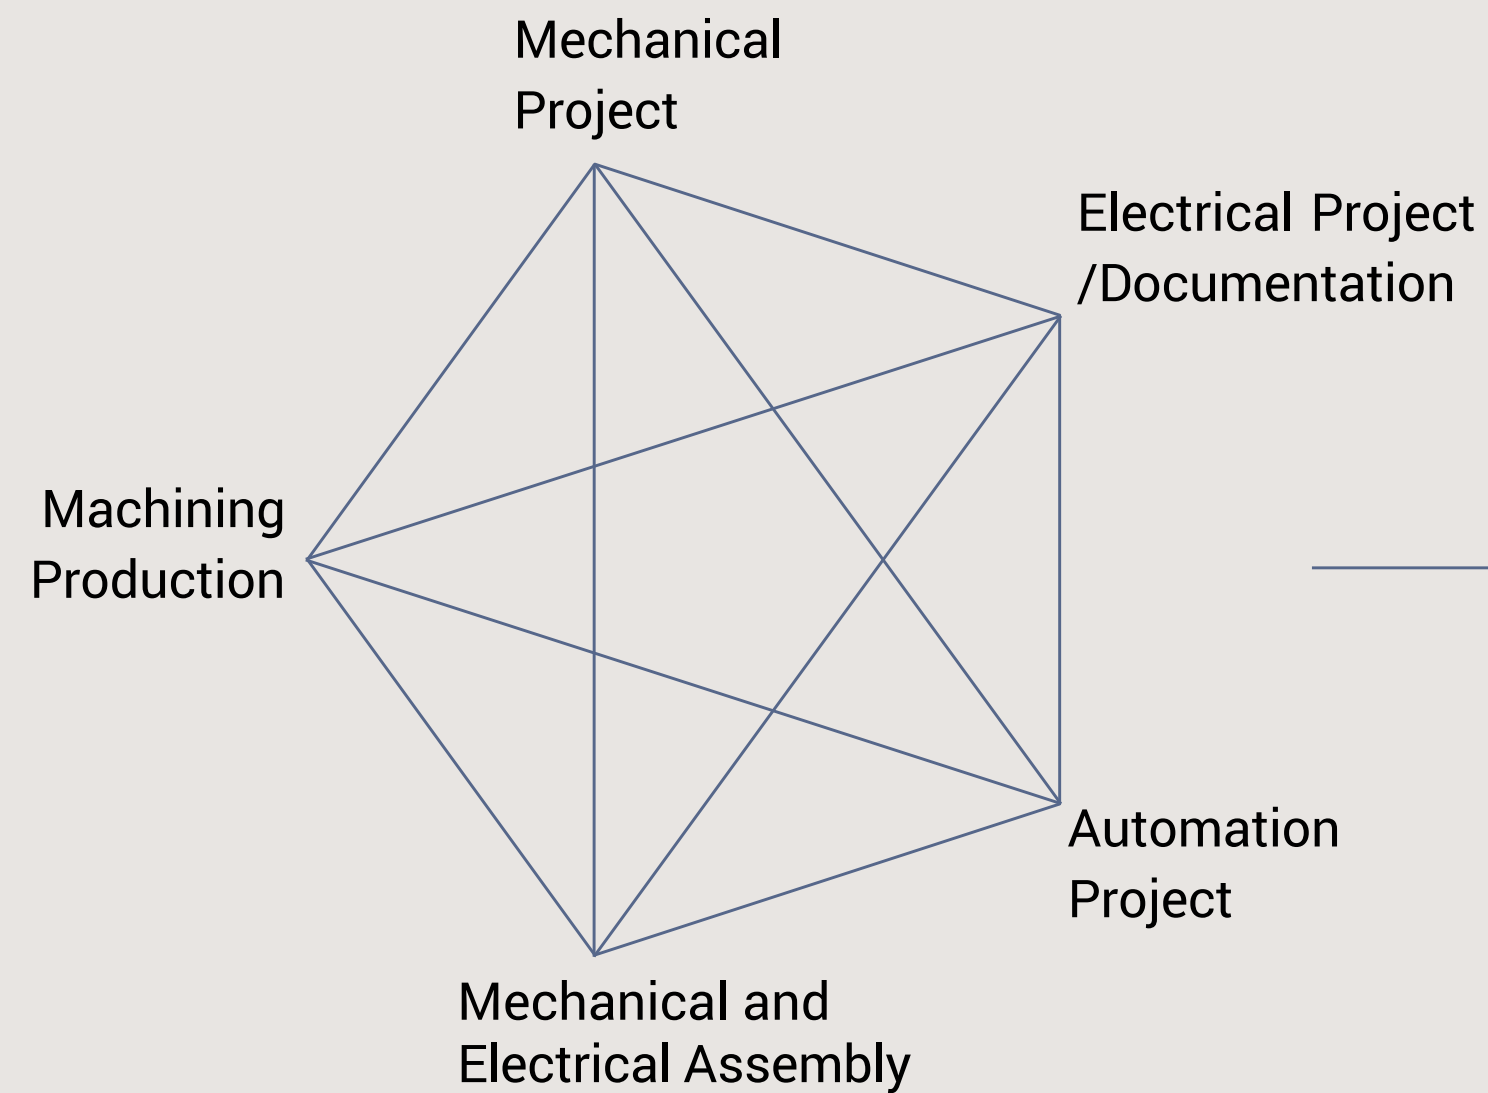 Mechanical
Project
Electrical Project
/Documentation
Machining
Production
Automation
Project
Mechanical and
Electrical Assembly